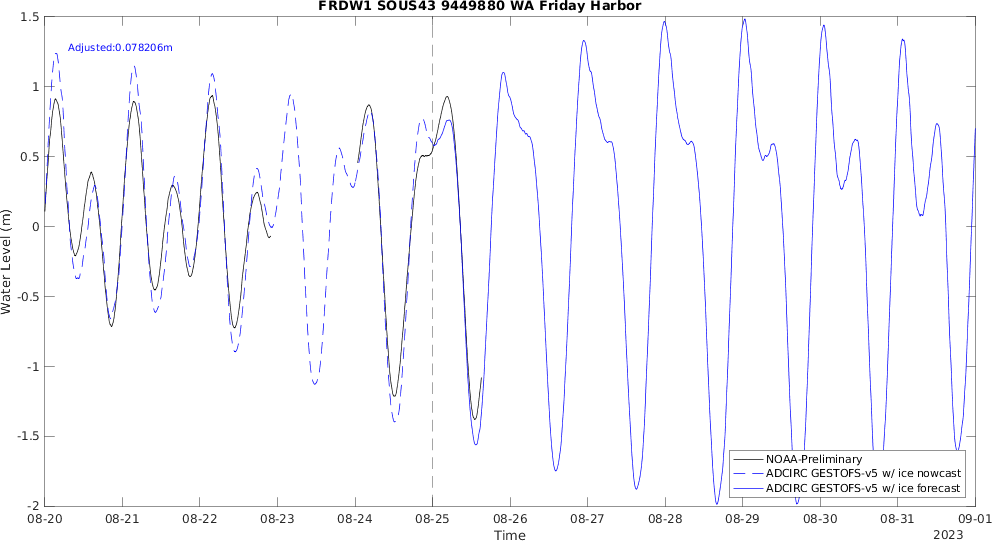 FRDW1 SOUS43 9449880 WA Friday Harbor
Adjusted:0.078206m
Water Level (m)
1.5
1
0.5
0
-0.5
-1
-1.5
-2
NOAA-Preliminary
ADCIRC GESTOFS-v5 w/ ice nowcast
ADCIRC GESTOFS-v5 w/ ice forecast
08-20 08-21 08-22 08-23 08-24 08-25 08-26 08-27 08-28 08-29 08-30 08-31 09-01
Time
2023